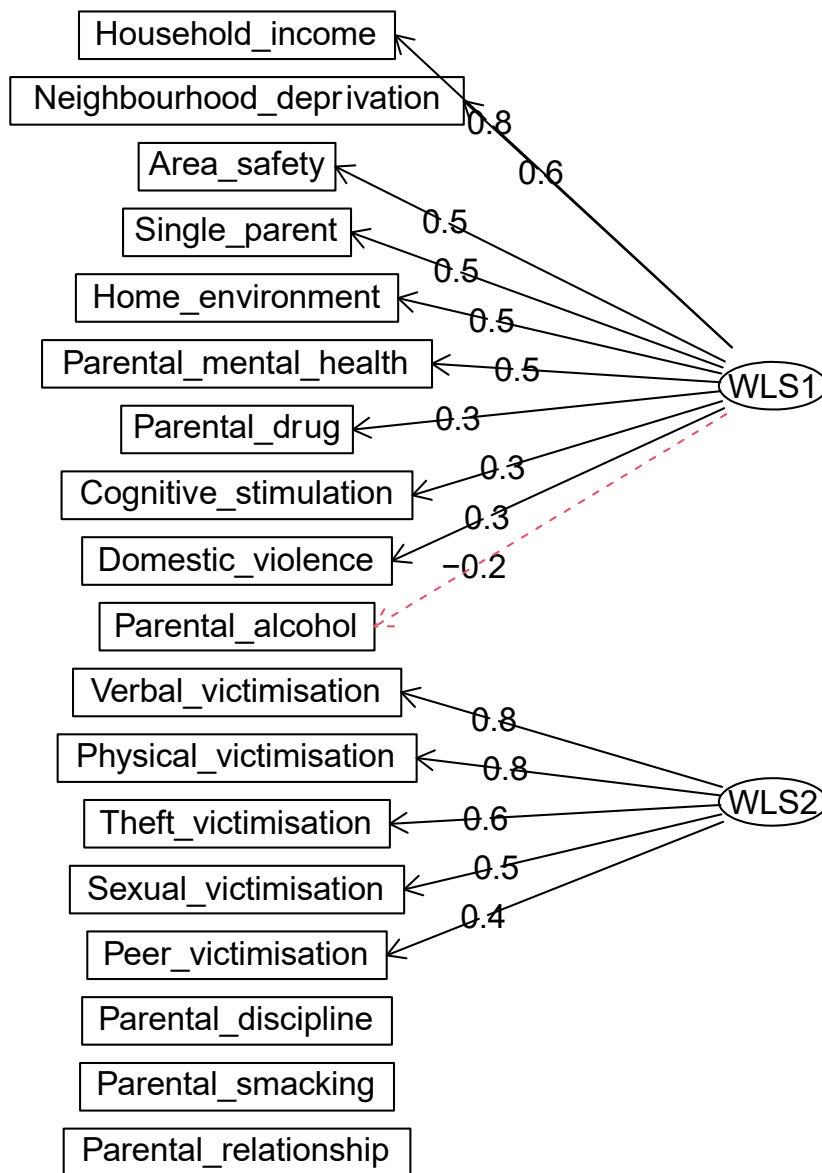 Household_income
Neighbourhood_deprivation
0.8
Area_safety
0.6
Single_parent
0.5
Home_environment
0.5
0.5
Parental_mental_health
0.5
WLS1
Parental_drug
0.3
Cognitive_stimulation
0.3
0.3
Domestic_violence
−0.2
Parental_alcohol
Verbal_victimisation
0.8
Physical_victimisation
0.8
WLS2
Theft_victimisation
0.6
Sexual_victimisation
0.5
0.4
Peer_victimisation
Parental_discipline
Parental_smacking
Parental_relationship